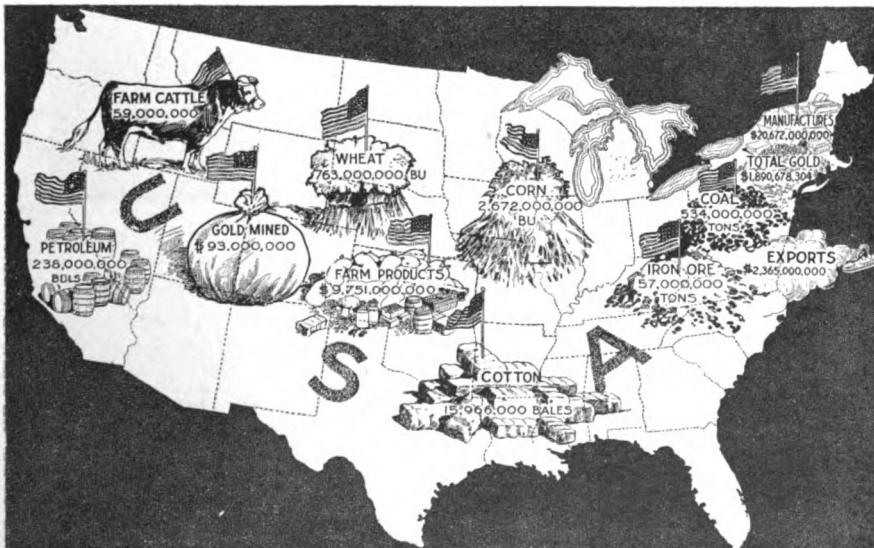 FARM CATTLE
59,000,000
MANUFACTURES
$20,672,000,000
WHEAT
763,000,000 BU
TOTAL GOLD
$1,890,678,304
CORN
2,672,000,000
BU
COAL
534,000,000
TONS
U
GOLD MINED
$93,000,000
PETROLEUM
238,000,000
BDLS
FARM PRODUCTS
$9,751,000,000
EXPORTS
$2,365,000,000
IRON ORE
57,000,000
TONS
S
A
COTTON
15,966,000 BALES